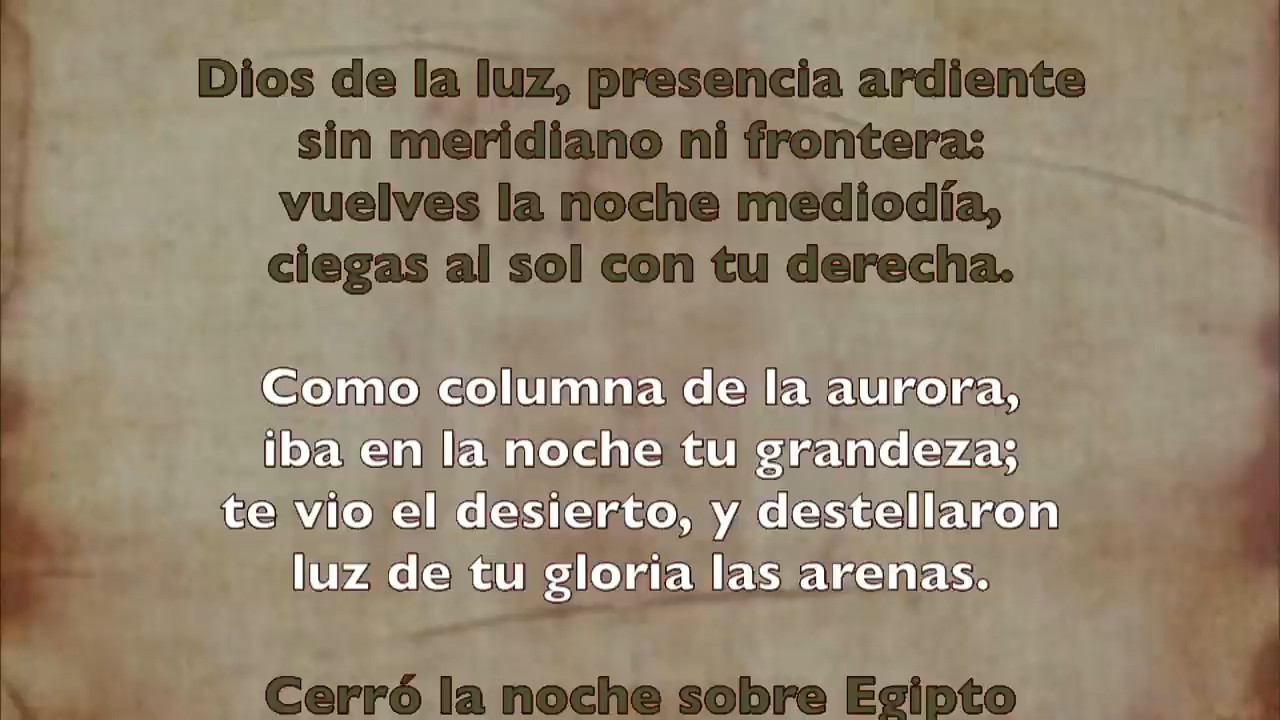 Dios de la luz, presencia ardiente
sin meridiano ni frontera:
vuelves la noche mediodía,
ciegas al sol con tu derecha.
Como columna de la aurora,
iba en la noche tu grandeza;
te vio el desierto, y destellaron
luz de tu gloria las arenas.
Cerró la noche sobre Egipto